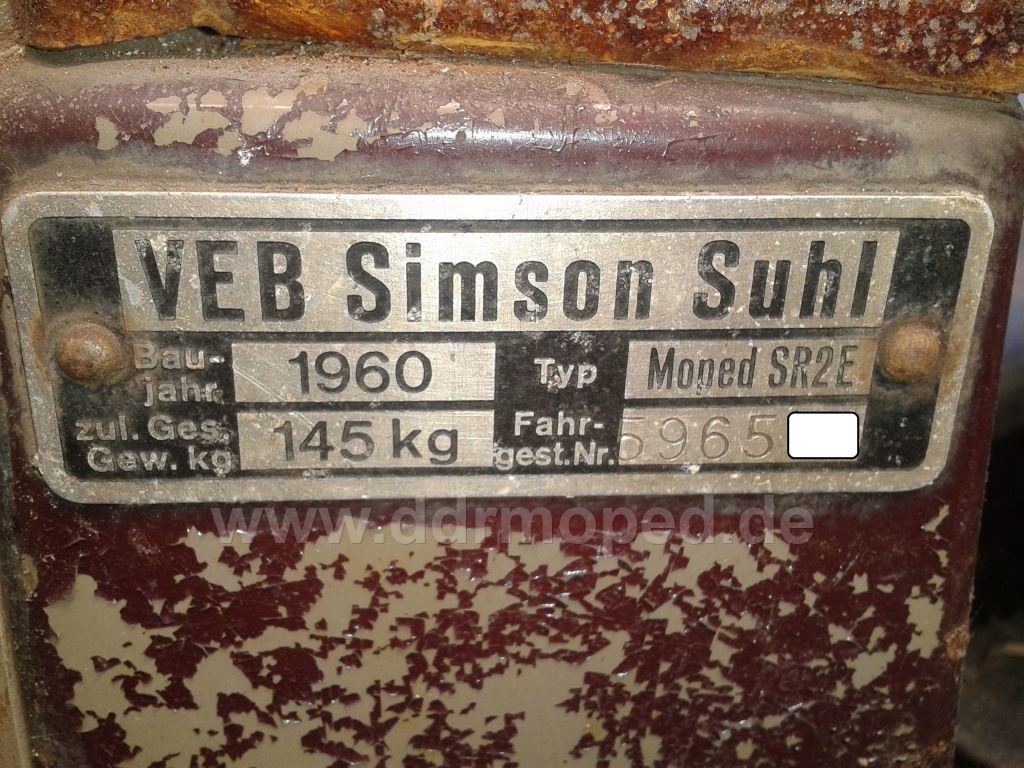 VEB Simson Suhl
Bau-
jahr 1960 Typ Moped SR2E
zul. Ges.
Gew. kg 145 kg Fahr-
gest. Nr. 5965
www.ddrmoped.de